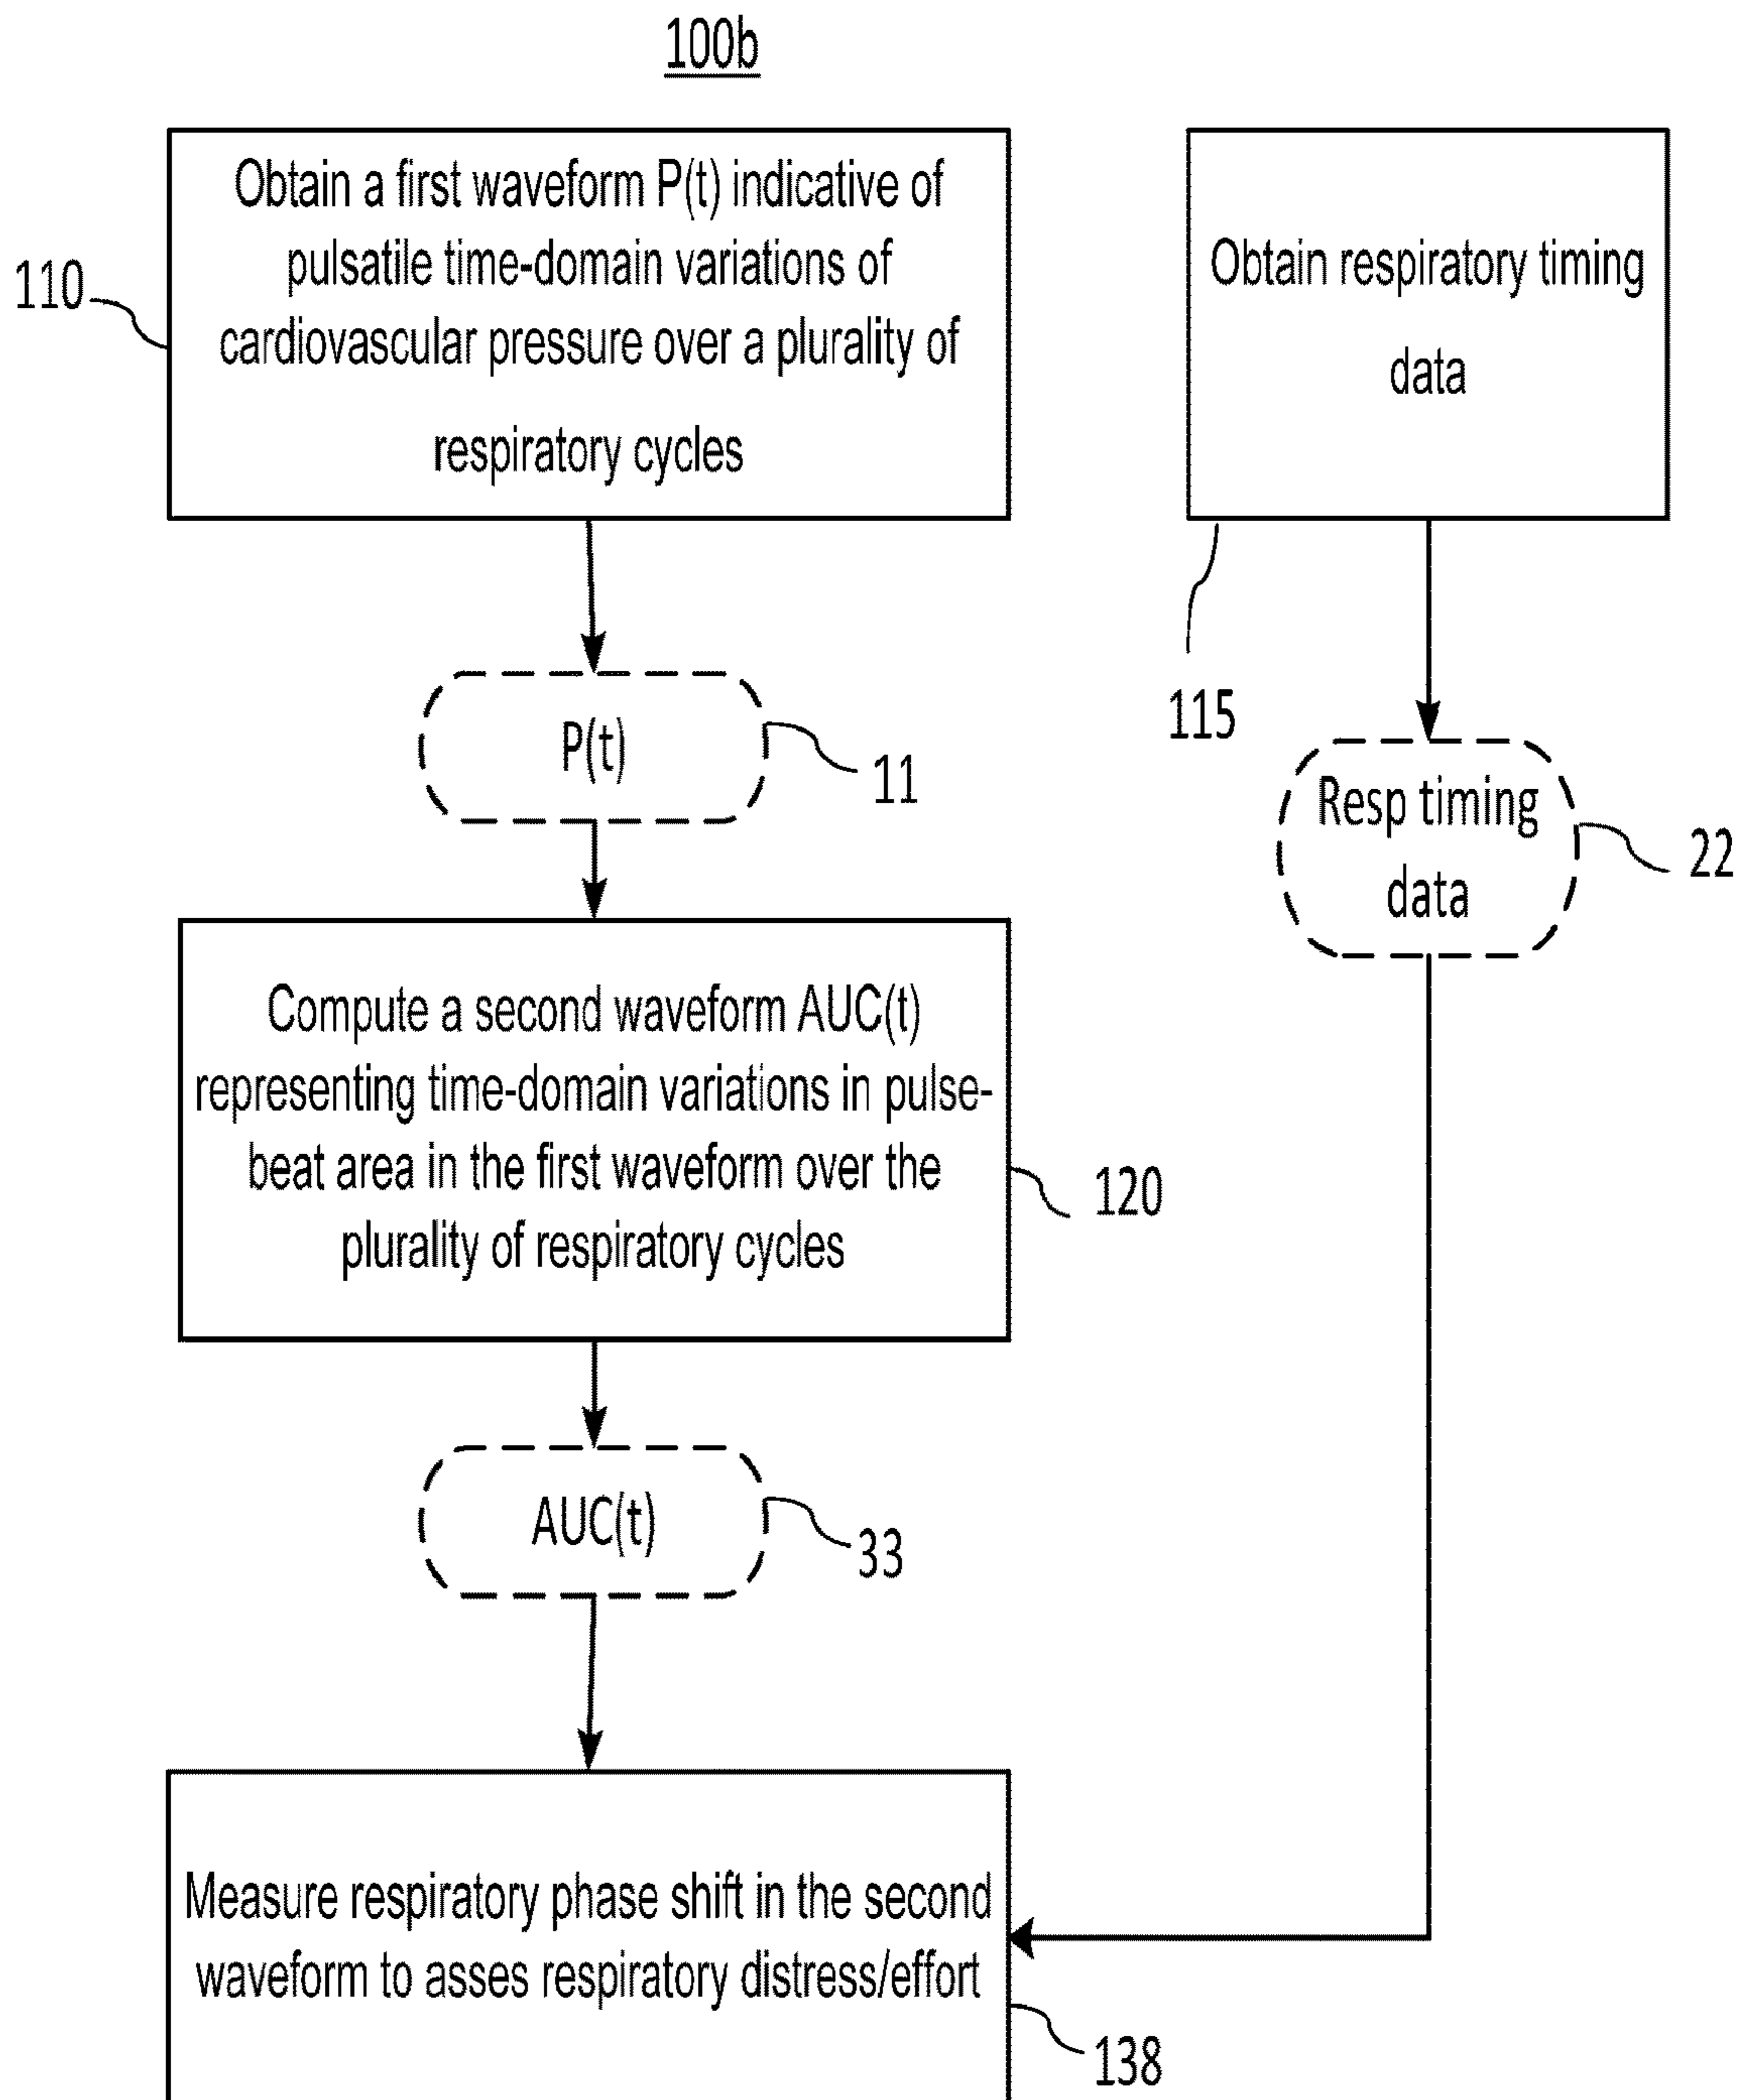 100b
110
Obtain a first waveform P(t) indicative of
pulsatile time-domain variations of
cardiovascular pressure over a plurality of
respiratory cycles
Obtain respiratory timing
data
115
P(t)
11
Resp timing
data
22
Compute a second waveform AUC(t)
representing time-domain variations in pulse-
beat area in the first waveform over the
plurality of respiratory cycles
120
AUC(t)
33
Measure respiratory phase shift in the second
waveform to asses respiratory distress/effort
138